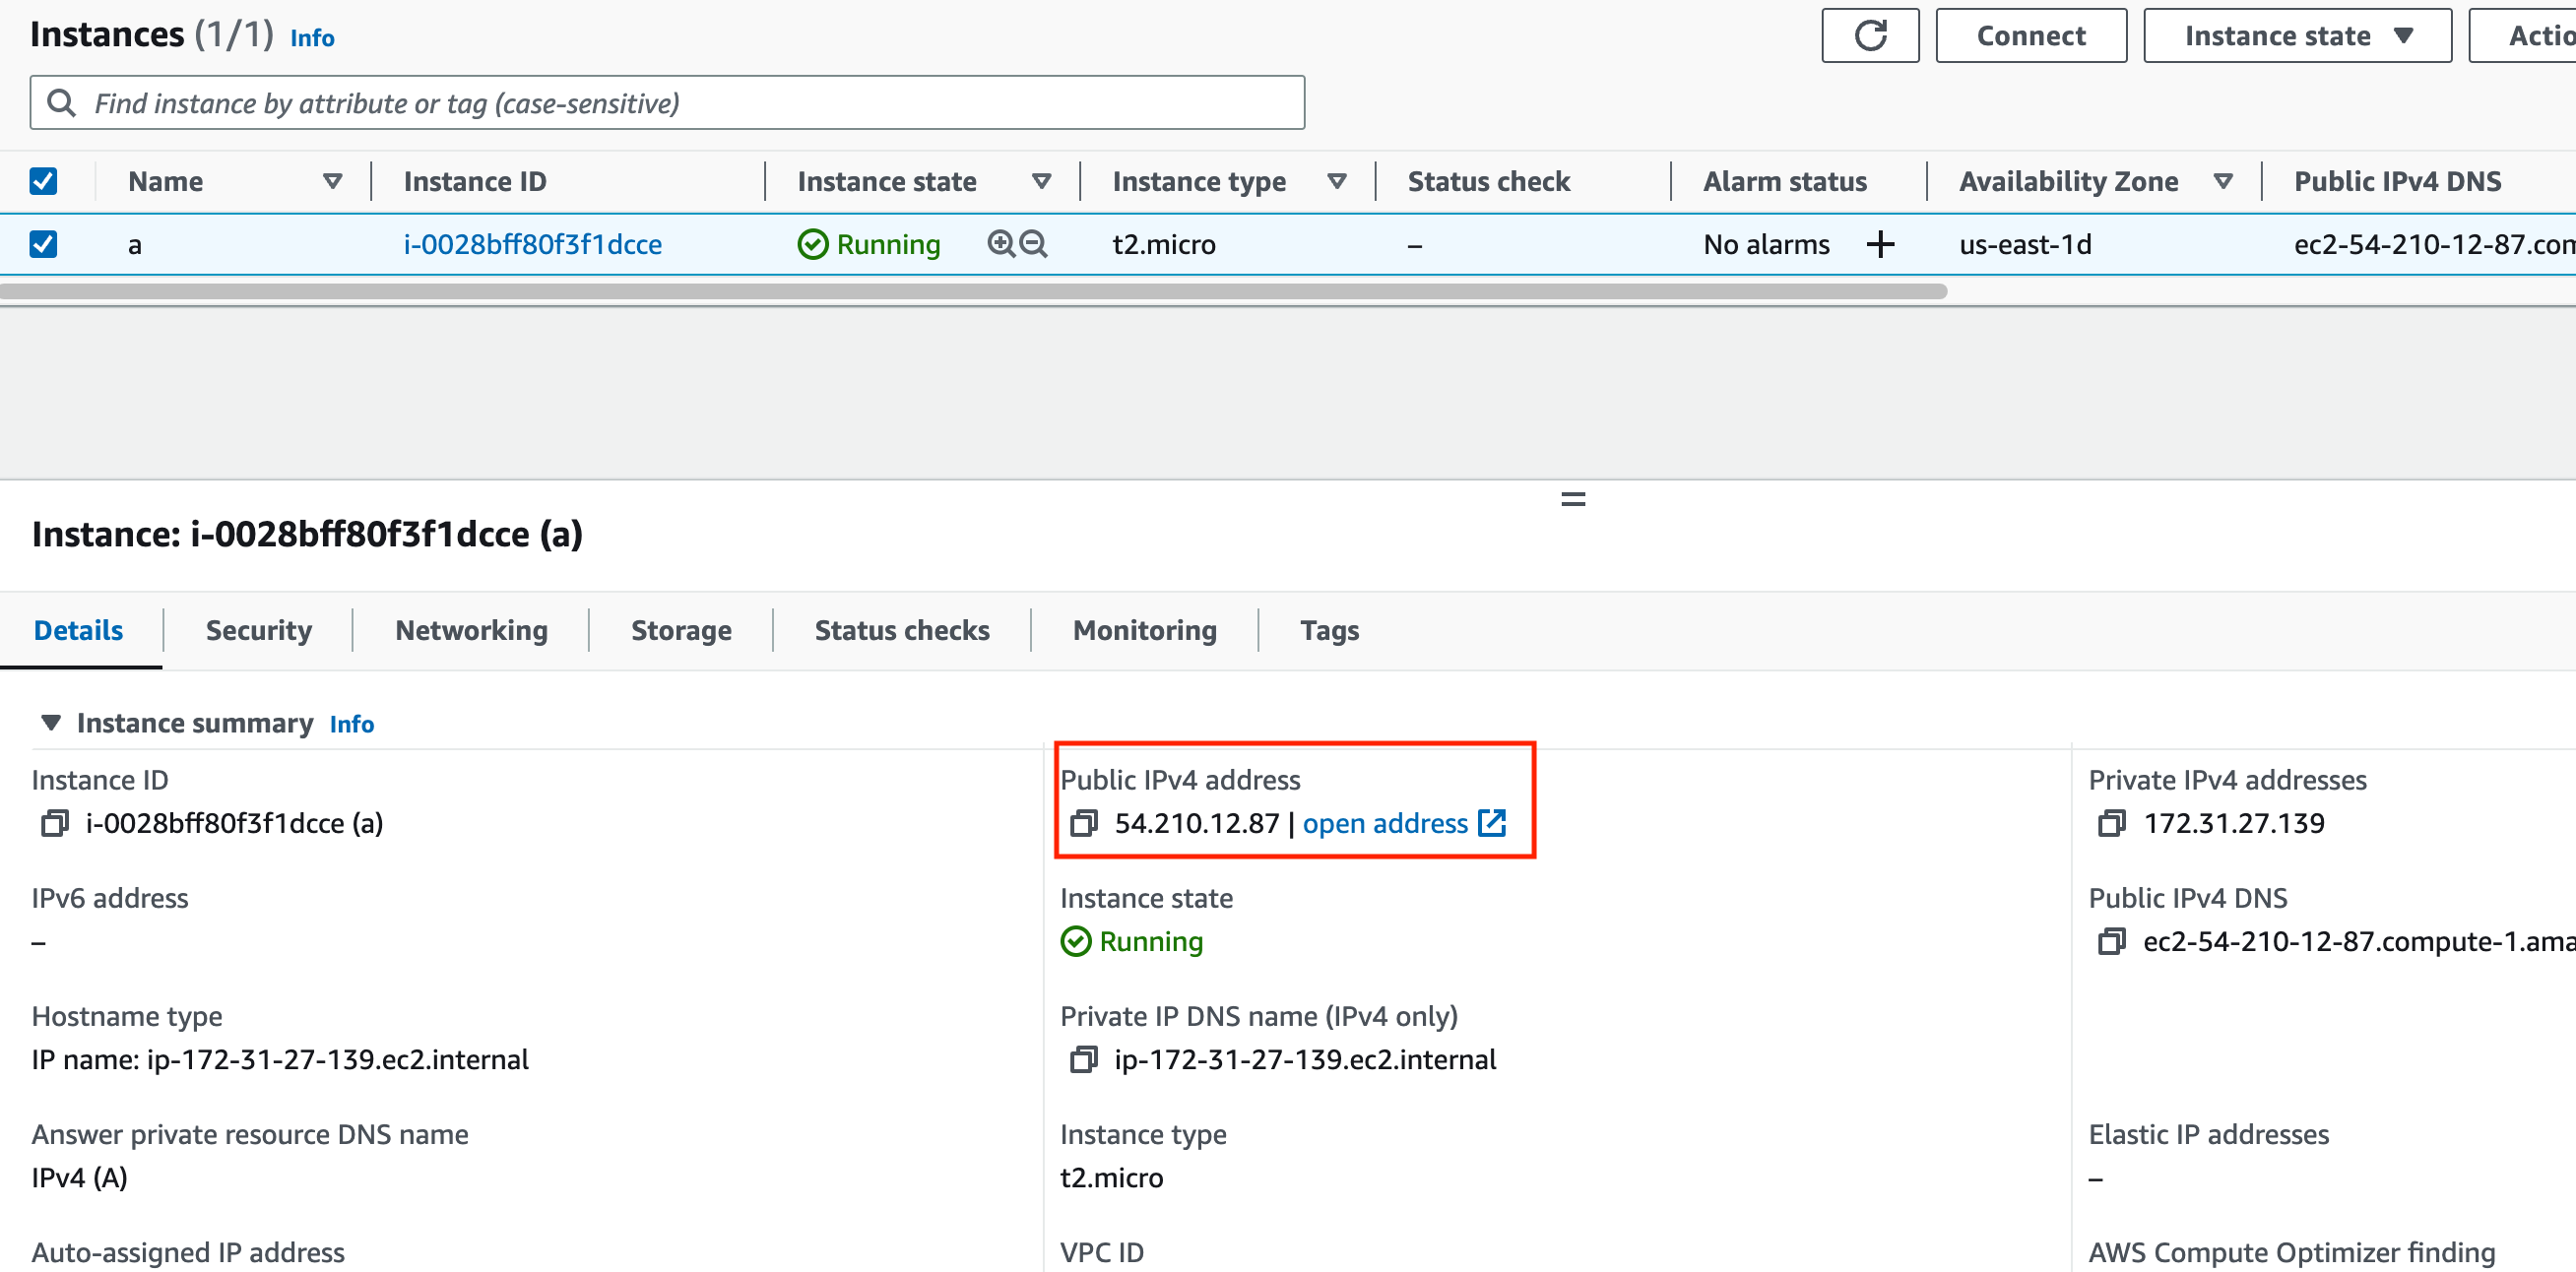 Instances (1/1) Info
Connect
Instance state
Actio
Find instance by attribute or tag (case-sensitive)
Name Instance ID Instance state Instance type Status check Alarm status Availability Zone Public IPv4 DNS
a i-0028bff80f3f1dcce Running t2.micro – No alarms + us-east-1d ec2-54-210-12-87.com
Instance: i-0028bff80f3f1dcce (a)
Details Security Networking Storage Status checks Monitoring Tags
Instance summary Info
Instance ID
i-0028bff80f3f1dcce (a)
Public IPv4 address
54.210.12.87 | open address
Private IPv4 addresses
172.31.27.139
IPv6 address
–
Instance state
Running
Public IPv4 DNS
ec2-54-210-12-87.compute-1.ama
Hostname type
IP name: ip-172-31-27-139.ec2.internal
Private IP DNS name (IPv4 only)
ip-172-31-27-139.ec2.internal
Answer private resource DNS name
IPv4 (A)
Instance type
t2.micro
Elastic IP addresses
–
Auto-assigned IP address
VPC ID
AWS Compute Optimizer finding